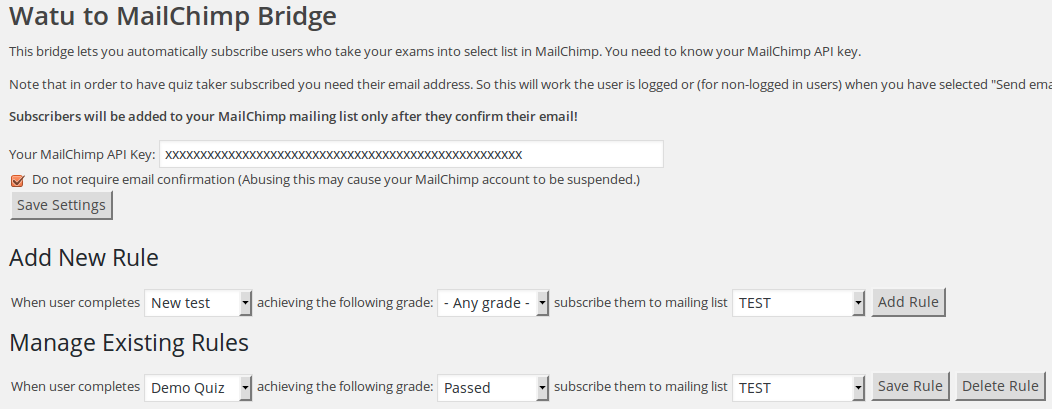 Watu to MailChimp Bridge
This bridge lets you automatically subscribe users who take your exams into select list in MailChimp. You need to know your MailChimp API key.
Note that in order to have quiz taker subscribed you need their email address. So this will work the user is logged or (for non-logged in users) when you have selected "Send ema
Subscribers will be added to your MailChimp mailing list only after they confirm their email!
Your MailChimp API Key: xxxxxxxxxxxxxxxxxxxxxxxxxxxxxxxxxxxxxxxxxxxxxxxxxxx
Do not require email confirmation (Abusing this may cause your MailChimp account to be suspended.)
Save Settings
Add New Rule
When user completes New test achieving the following grade: - Any grade - subscribe them to mailing list TEST Add Rule
Manage Existing Rules
When user completes Demo Quiz achieving the following grade: Passed subscribe them to mailing list TEST Save Rule Delete Rule